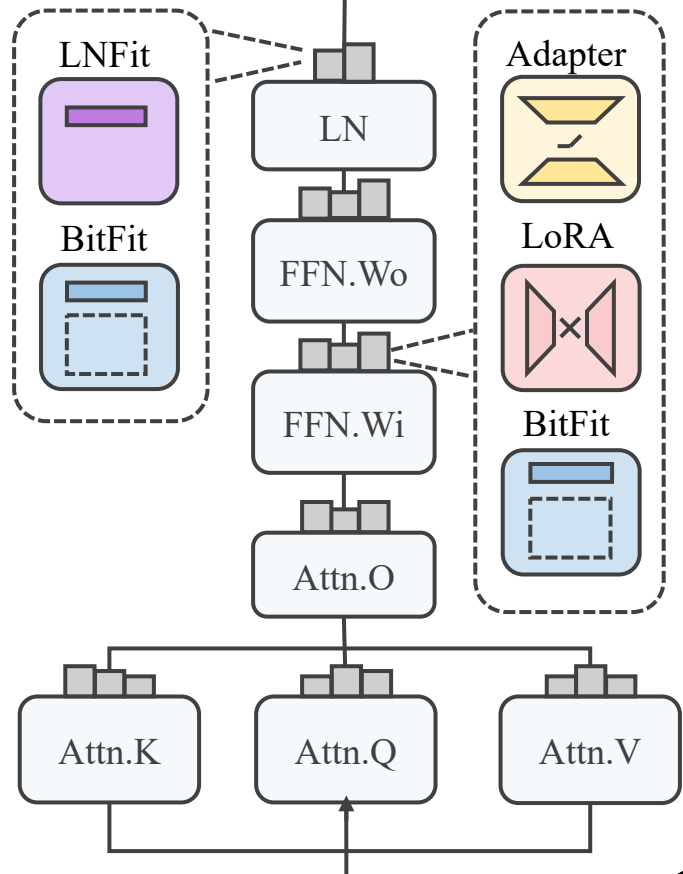 LNFit
BitFit
LN
FFN.Wo
FFN.Wi
Attn.O
Attn.K
Attn.Q
Attn.V
Adapter
LoRA
BitFit